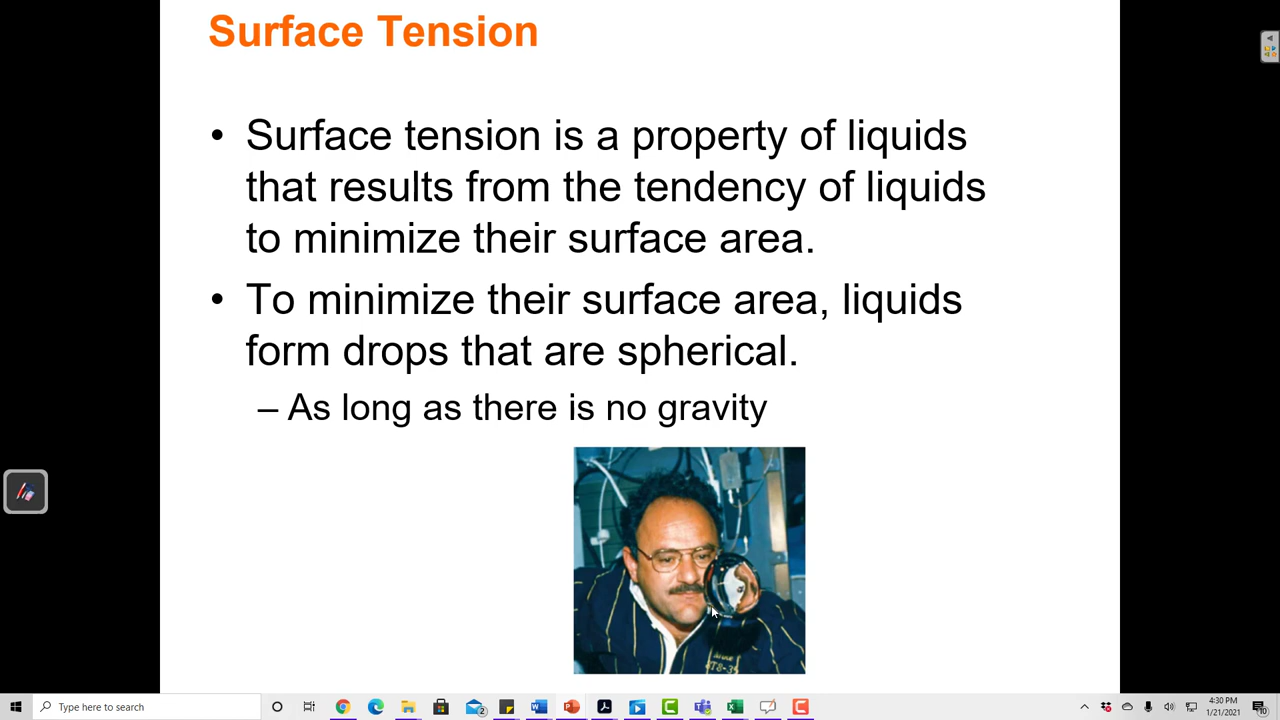 Surface Tension
• Surface tension is a property of liquids
that results from the tendency of liquids
to minimize their surface area.
• To minimize their surface area, liquids
form drops that are spherical.
– As long as there is no gravity
Type here to search
2
4:30 PM
1/21/2021
10